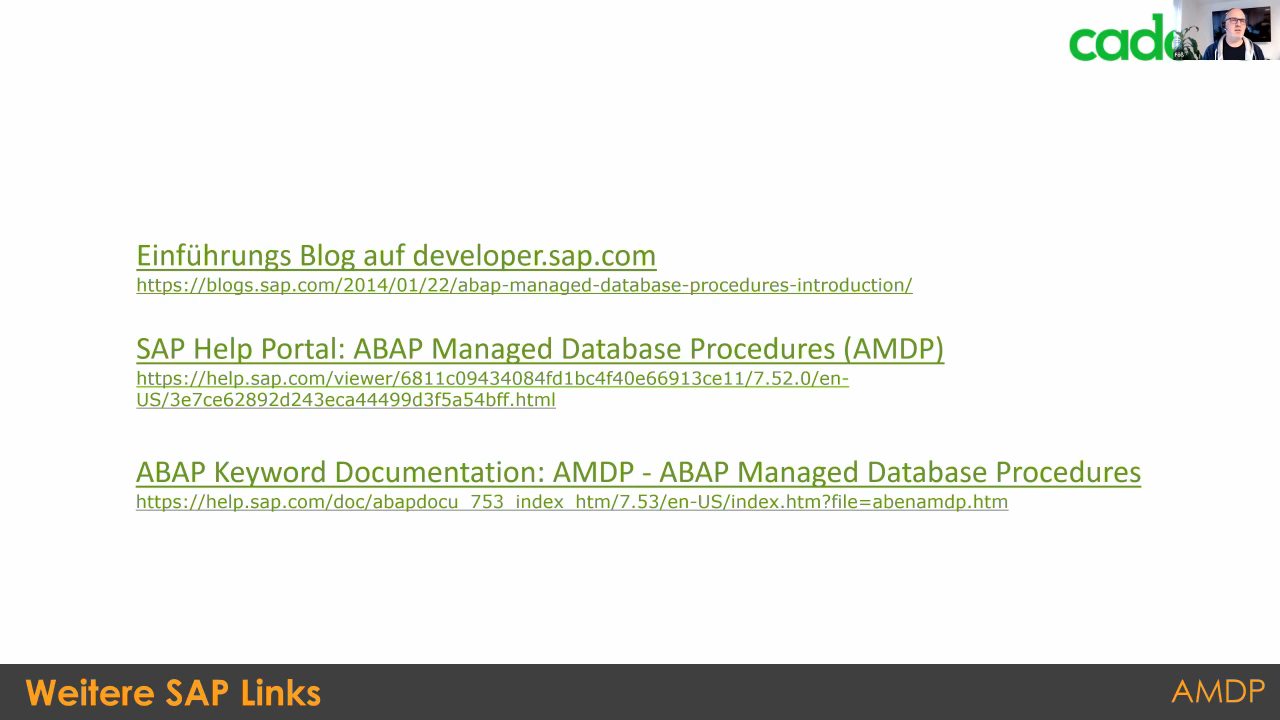 cad
Einführungs Blog auf developer.sap.com
https://blogs.sap.com/2014/01/22/abap-managed-database-procedures-introduction/
SAP Help Portal: ABAP Managed Database Procedures (AMDP)
https://help.sap.com/viewer/6811c09434084fd1bc4f40e66913ce11/7.52.0/en-
US/3e7ce62892d243eca44499d3f5a54bff.html
ABAP Keyword Documentation: AMDP - ABAP Managed Database Procedures
https://help.sap.com/doc/abapdocu_753_index_htm/7.53/en-US/index.htm?file=abenamdp.htm
Weitere SAP Links
AMDP